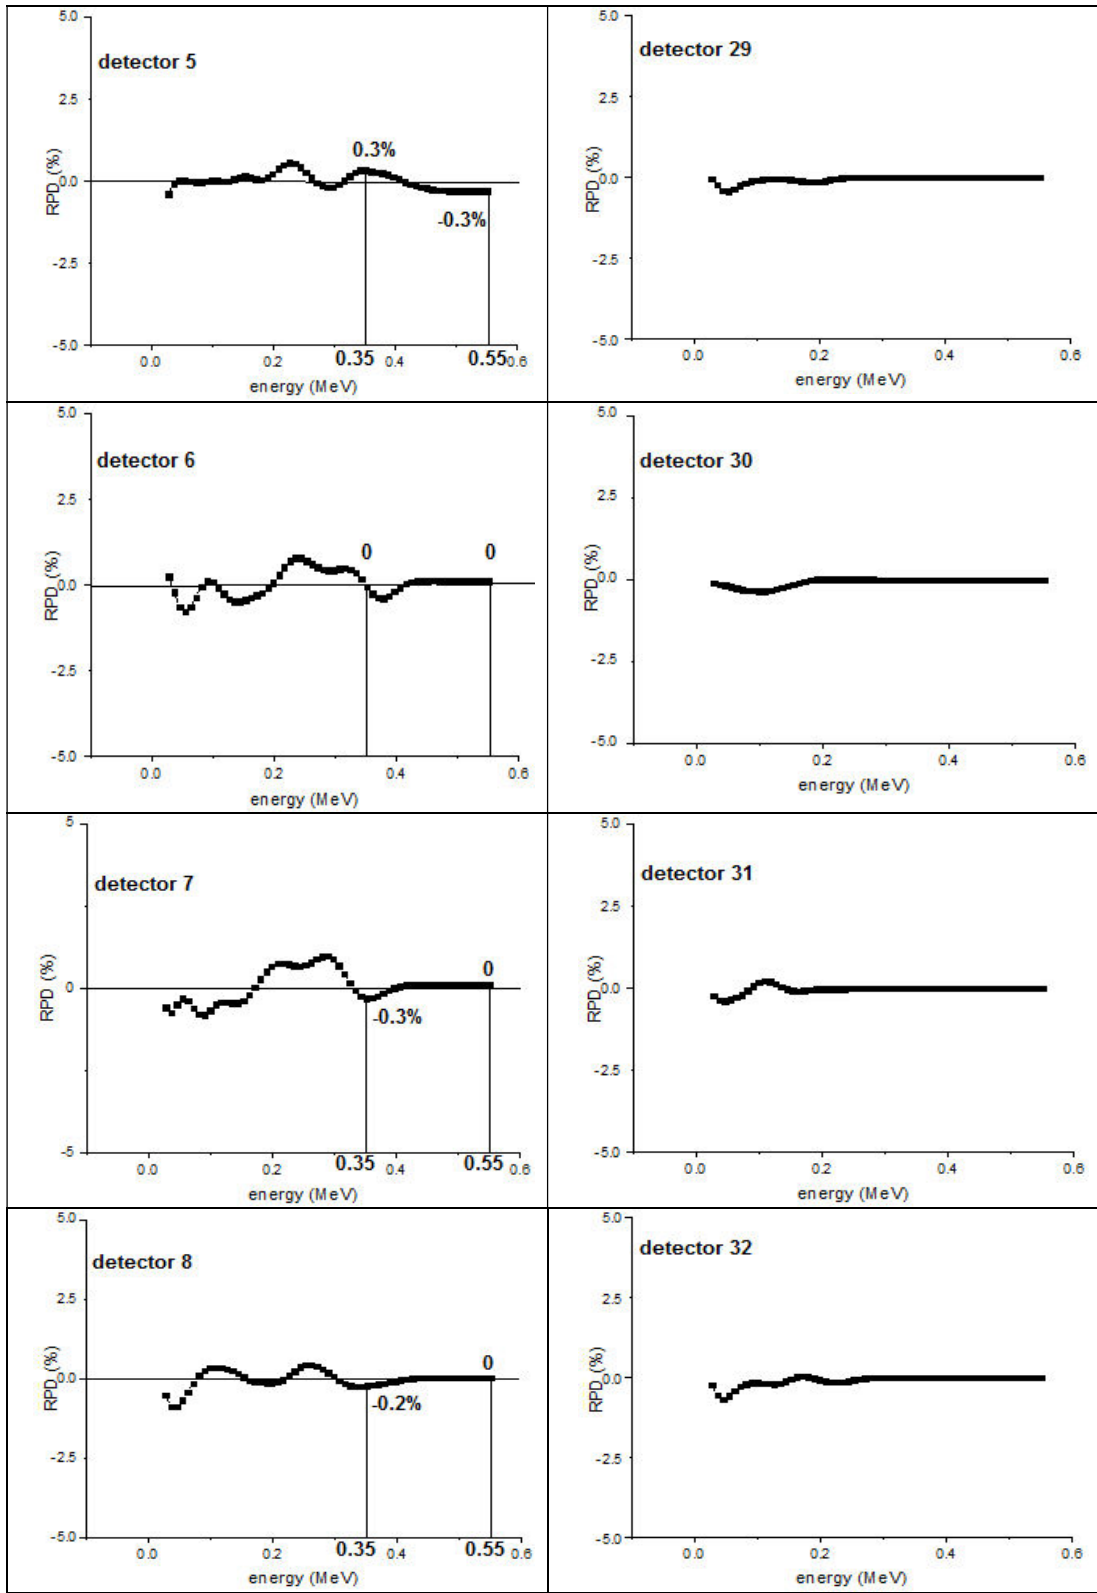 5.0
detector 5
2.5
0.3%
0.0
-0.3%
-2.5
-5.0
0.0 0.2 0.35 0.4 0.55 0.6
energy (MeV)
RPD (%)
5.0
detector 29
2.5
0.0
-2.5
-5.0
0.0 0.2 0.4 0.6
energy (MeV)
RPD (%)
5.0
detector 6
2.5
0 0
0.0
-2.5
-5.0
0.0 0.2 0.4 0.6
energy (MeV)
RPD (%)
5.0
detector 30
2.5
0.0
-2.5
-5.0
0.0 0.2 0.4 0.6
energy (MeV)
RPD (%)
5
detector 7
0
0
-0.3%
-5
0.0 0.2 0.35 0.4 0.55 0.6
energy (MeV)
RPD (%)
5.0
detector 31
2.5
0.0
-2.5
-5.0
0.0 0.2 0.4 0.6
energy (MeV)
RPD (%)
5.0
detector 8
2.5
0
0.0
-0.2%
-2.5
-5.0
0.0 0.2 0.35 0.4 0.55 0.6
energy (MeV)
RPD (%)
5.0
detector 32
2.5
0.0
-2.5
-5.0
0.0 0.2 0.4 0.6
energy (MeV)
RPD (%)